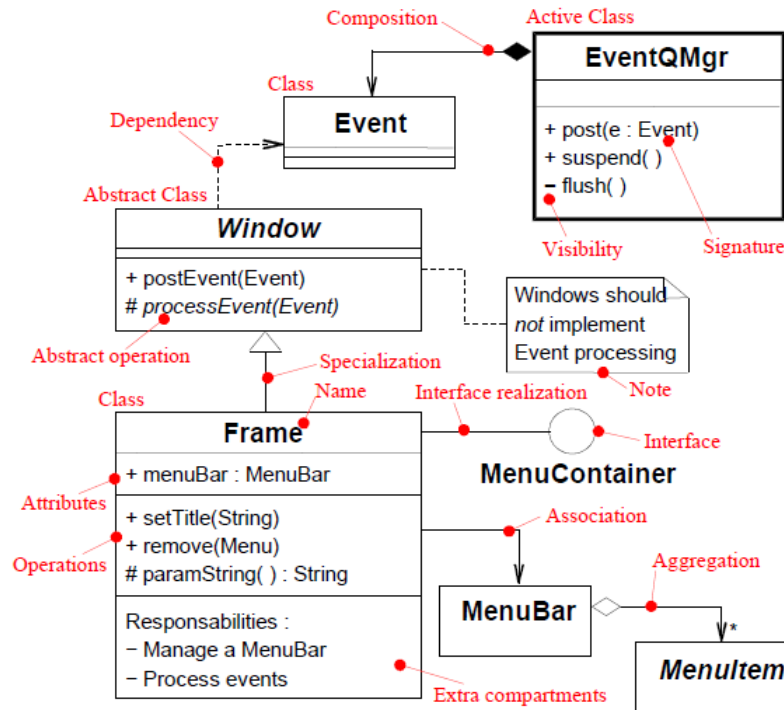 Composition
Active Class
EventQMgr
+ post(e : Event)
+ suspend( )
− flush( )
Visibility
Signature
Class
Event
Dependency
Abstract Class
Window
+ postEvent(Event)
# processEvent(Event)
Abstract operation
Windows should
not implement
Event processing
Note
Specialization
Class
Name
Frame
+ menuBar : MenuBar
Attributes
+ setTitle(String)
+ remove(Menu)
# paramString( ) : String
Operations
Responsabilities :
− Manage a MenuBar
− Process events
Extra compartments
Interface realization
Interface
MenuContainer
Association
MenuBar
Aggregation
*
MenuItem